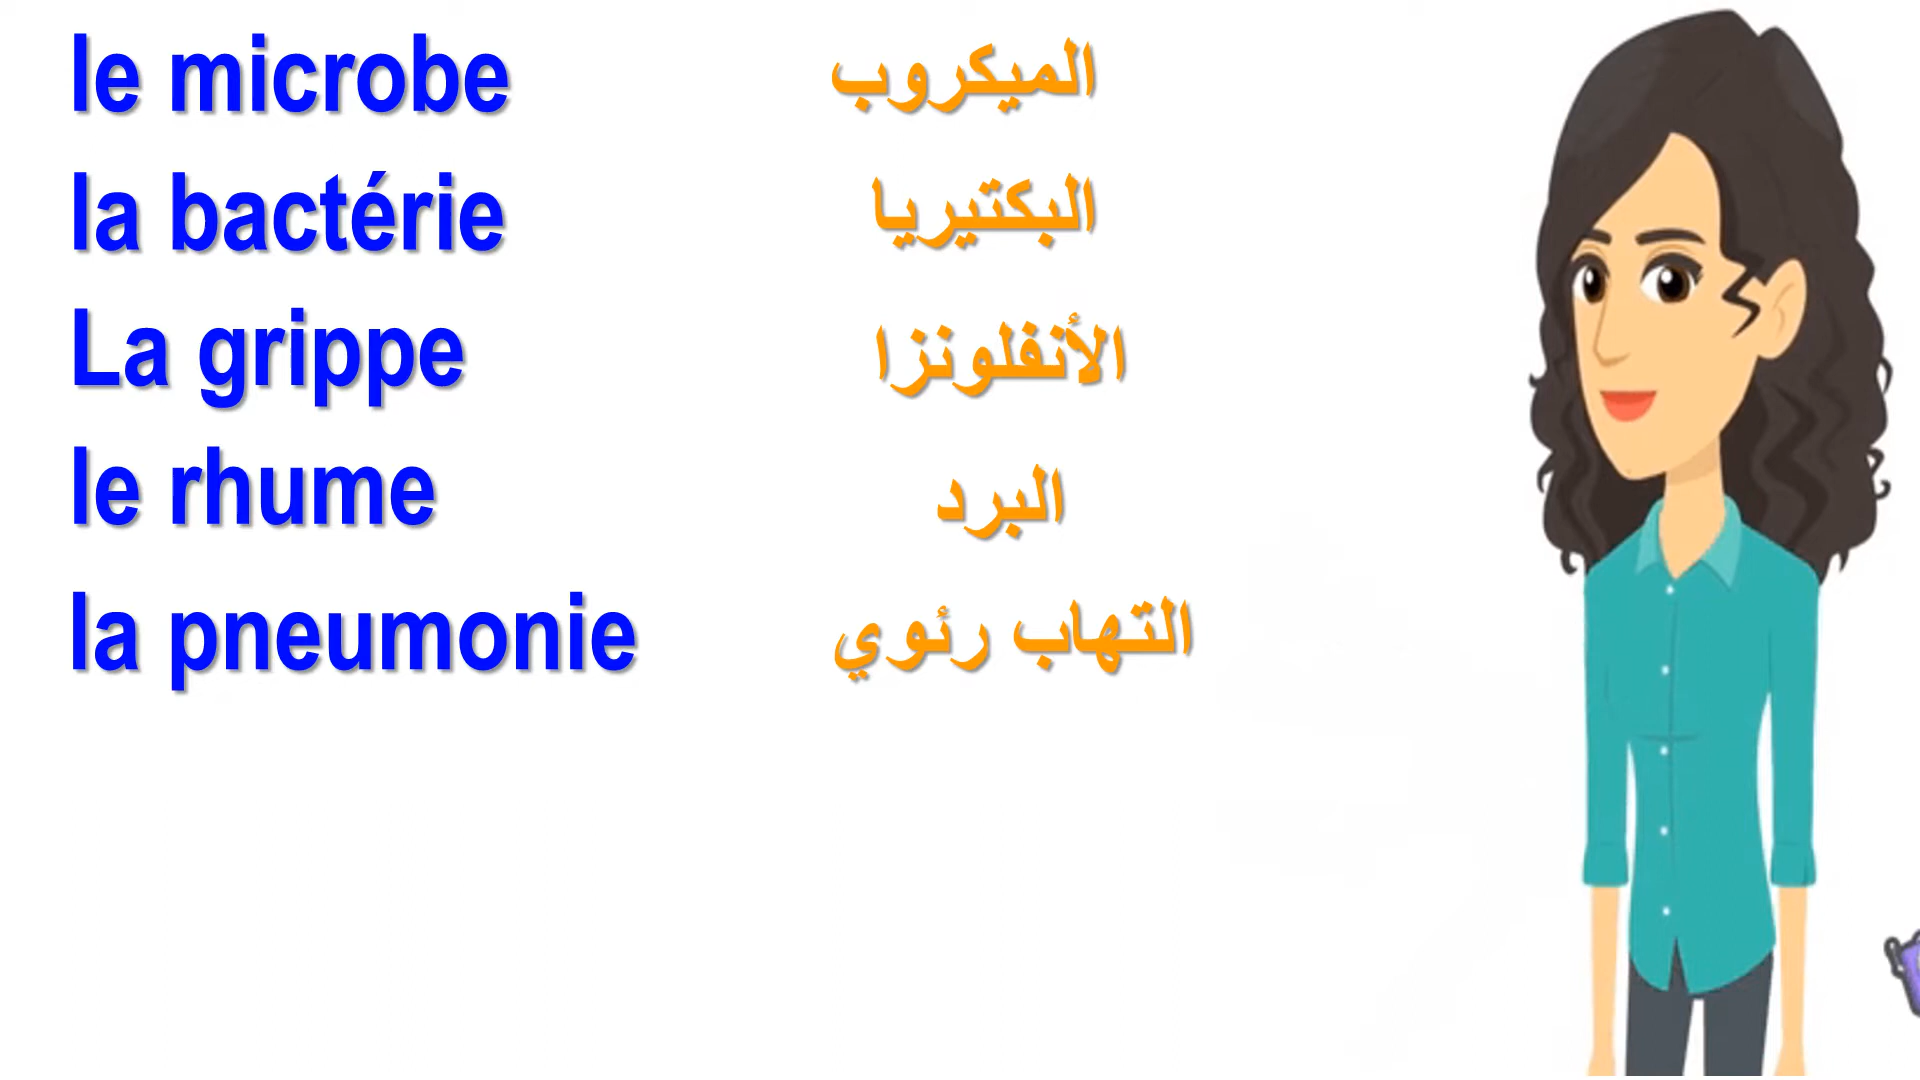 le microbe الميكروب
la bactérie البكتيريا
La grippe الأنفلونزا
le rhume البرد
la pneumonie التهاب رئوي